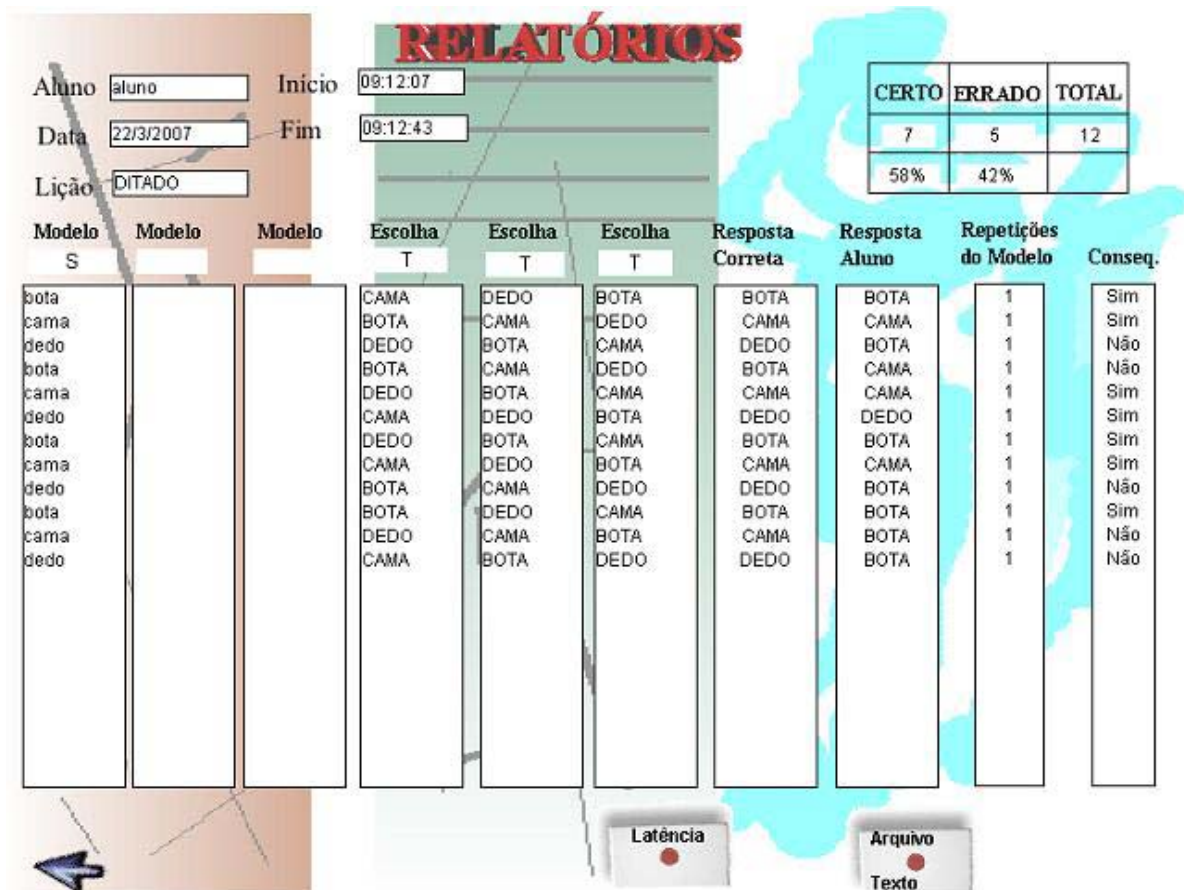 RELATÓRIOS
Aluno aluno Início 09:12:07
Data 22/3/2007 Fim 09:12:43
Lição DITADO
CERTO ERRADO TOTAL
7 5 12
58% 42%
Modelo Modelo Modelo Escolha Escolha Escolha Resposta Correta Resposta Aluno Repetições do Modelo Conseq.
S T T T
bota CAMA DEDO BOTA BOTA BOTA 1 Sim
cama BOTA CAMA DEDO CAMA CAMA 1 Sim
dedo DEDO BOTA CAMA DEDO BOTA 1 Não
bota BOTA CAMA DEDO BOTA CAMA 1 Não
cama DEDO BOTA CAMA CAMA CAMA 1 Sim
dedo CAMA DEDO BOTA DEDO DEDO 1 Sim
bota DEDO BOTA CAMA BOTA BOTA 1 Sim
cama CAMA DEDO BOTA CAMA CAMA 1 Sim
dedo BOTA CAMA DEDO DEDO BOTA 1 Não
bota BOTA DEDO CAMA BOTA BOTA 1 Sim
cama DEDO CAMA BOTA CAMA BOTA 1 Não
dedo CAMA BOTA DEDO DEDO BOTA 1 Não
Latência
Arquivo
Texto